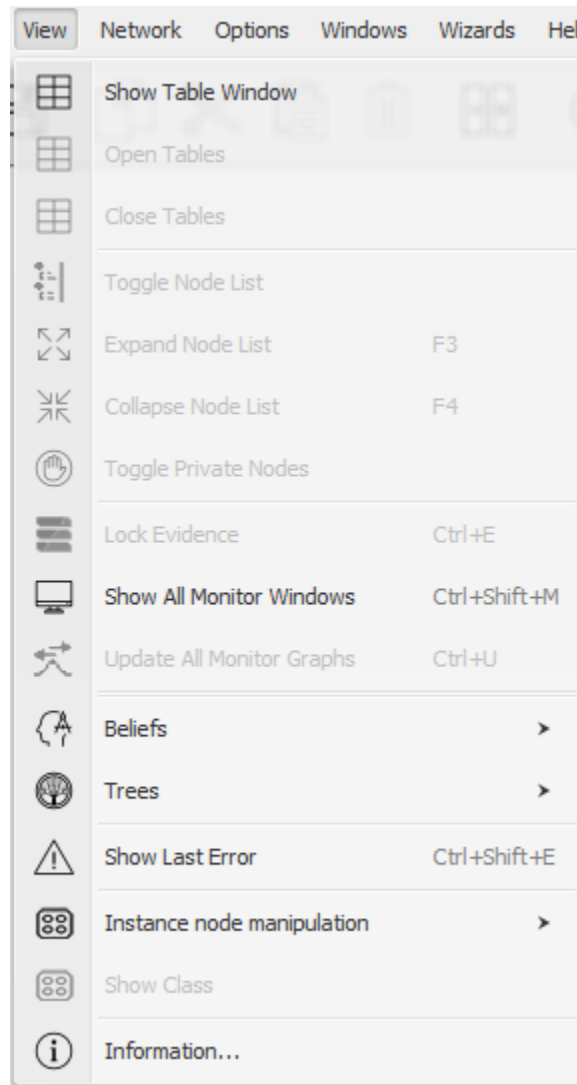 View Network Options Windows Wizards Hel
Show Table Window
Open Tables
Close Tables
Toggle Node List
Expand Node List F3
Collapse Node List F4
Toggle Private Nodes
Lock Evidence Ctrl+E
Show All Monitor Windows Ctrl+Shift+M
Update All Monitor Graphs Ctrl+U
Beliefs
Trees
Show Last Error Ctrl+Shift+E
Instance node manipulation
Show Class
Information...